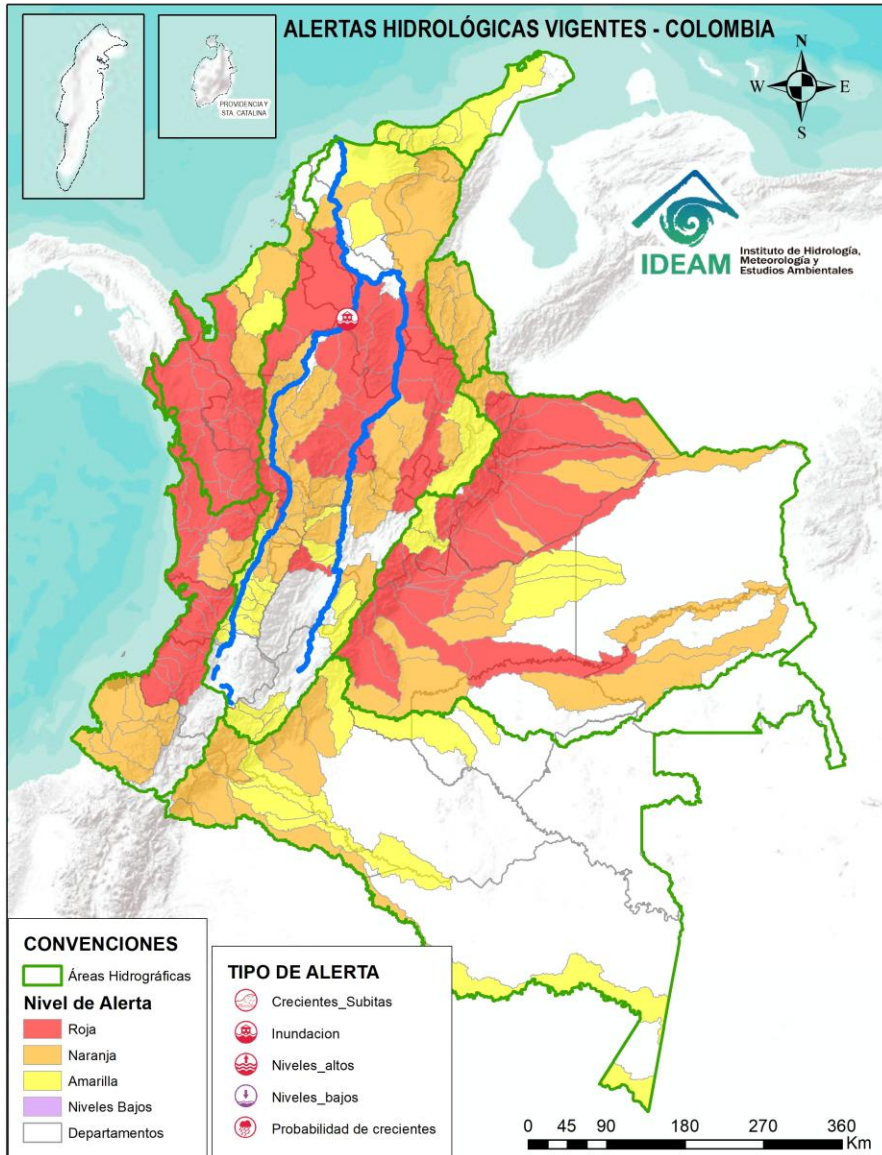 ALERTAS HIDROLÓGICAS VIGENTES - COLOMBIA
PROVIDENCIA Y
STA. CATALINA
N
W
E
S
IDEAM
Instituto de Hidrología,
Meteorología y
Estudios Ambientales
CONVENCIONES
Áreas Hidrográficas
Nivel de Alerta
Roja
Naranja
Amarilla
Niveles Bajos
Departamentos
TIPO DE ALERTA
Crecientes_Subitas
Inundacion
Niveles_altos
Niveles_bajos
Probabilidad de crecientes
0 45 90 180 270 360
Km